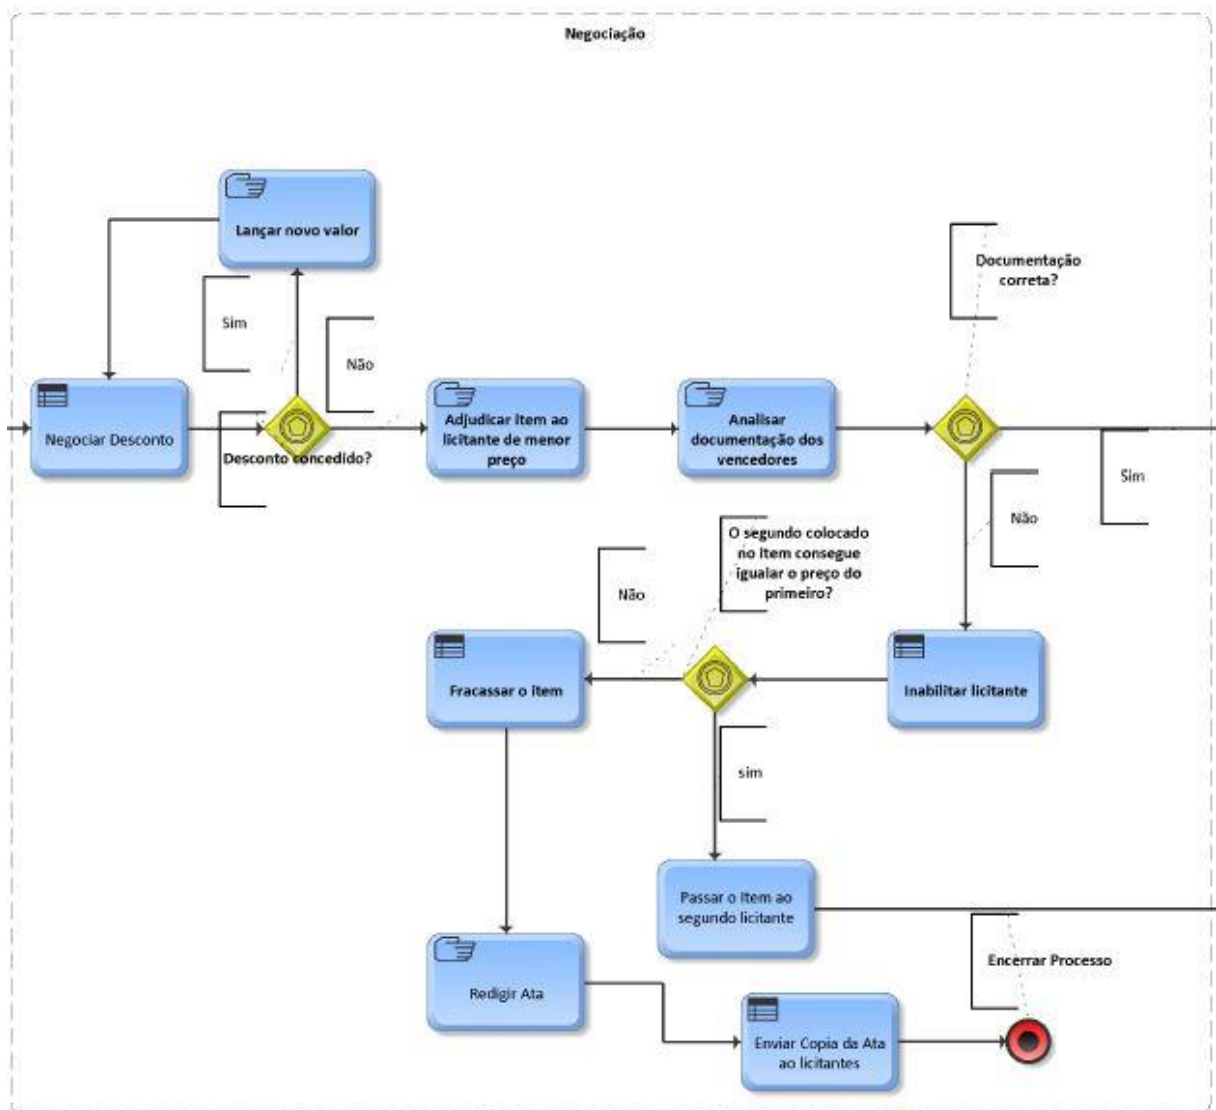 Negociação
Lançar novo valor
Sim
Não
Documentação
correta?
Negociar Desconto
Desconto concedido?
Adjudicar item ao
licitante de menor
preço
Analisar
documentação dos
vencedores
Sim
Não
O segundo colocado
no item consegue
igualar o preço do
primeiro?
Não
Fracassar o item
Inabilitar licitante
sim
Passar o Item ao
segundo licitante
Encerrar Processo
Redigir Ata
Enviar Copia da Ata
ao licitantes